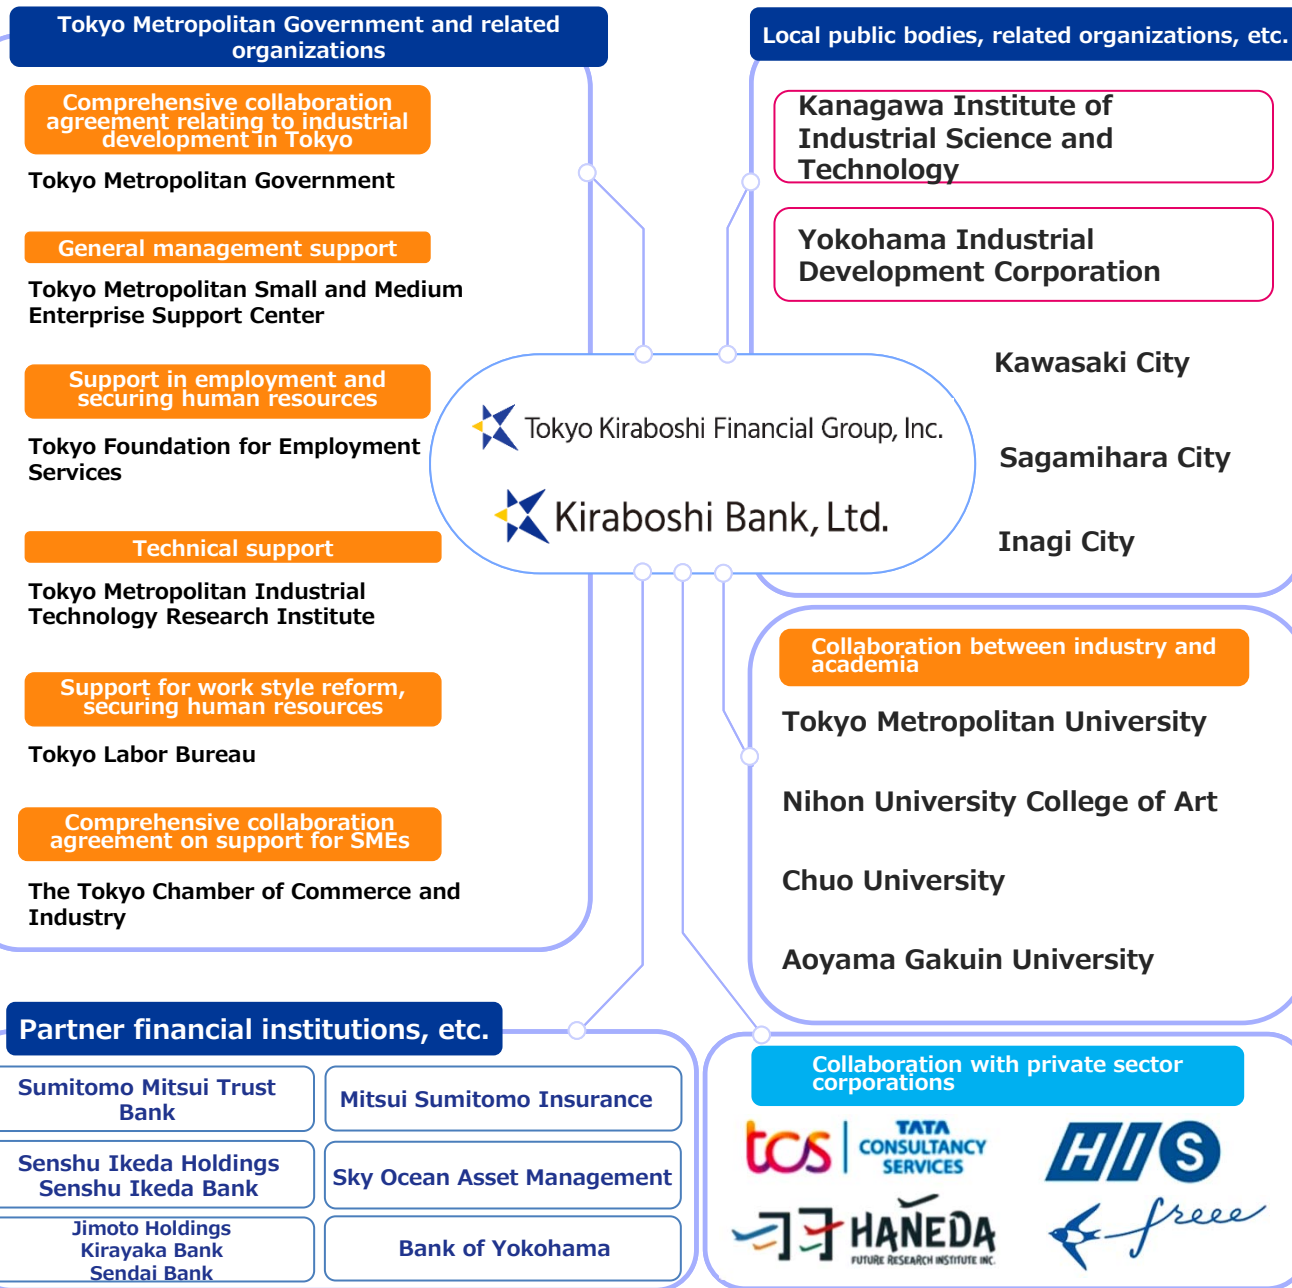 Tokyo Metropolitan Government and related
organizations
Comprehensive collaboration
agreement relating to industrial
development in Tokyo
Tokyo Metropolitan Government
General management support
Tokyo Metropolitan Small and Medium
Enterprise Support Center
Support in employment and
securing human resources
Tokyo Foundation for Employment
Services
Technical support
Tokyo Metropolitan Industrial
Technology Research Institute
Support for work style reform,
securing human resources
Tokyo Labor Bureau
Comprehensive collaboration
agreement on support for SMEs
The Tokyo Chamber of Commerce and
Industry
Tokyo Kiraboshi Financial Group, Inc.
Kiraboshi Bank, Ltd.
Local public bodies, related organizations, etc.
Kanagawa Institute of
Industrial Science and
Technology
Yokohama Industrial
Development Corporation
Kawasaki City
Sagamihara City
Inagi City
Collaboration between industry and
academia
Tokyo Metropolitan University
Nihon University College of Art
Chuo University
Aoyama Gakuin University
Partner financial institutions, etc.
Sumitomo Mitsui Trust
Bank
Mitsui Sumitomo Insurance
Senshu Ikeda Holdings
Senshu Ikeda Bank
Sky Ocean Asset Management
Jimoto Holdings
Kirayaka Bank
Sendai Bank
Bank of Yokohama
Collaboration with private sector
corporations
tcs
TATA
CONSULTANCY
SERVICES
HIS
HANEDA
FUTURE RESEARCH INSTITUTE INC.
freee